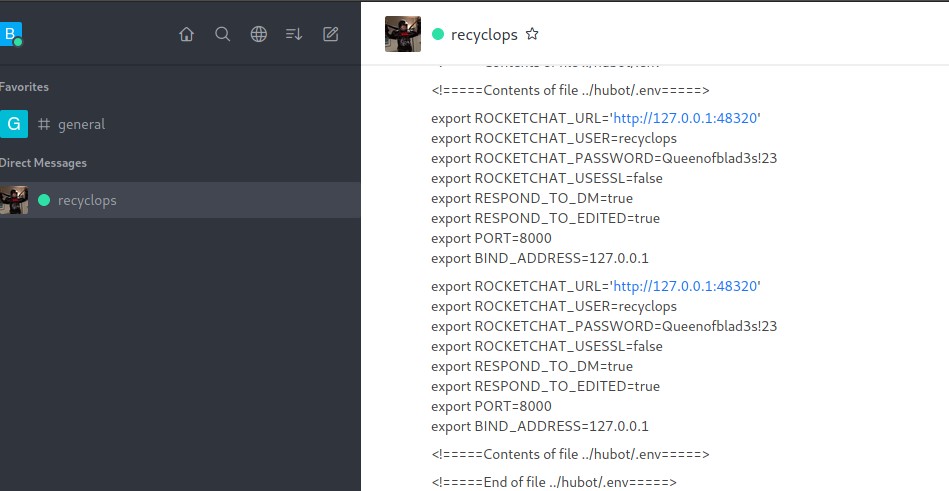 B
Favorites
G # general
Direct Messages
recyclops
recyclops
<!=====Contents of file ../hubot/.env=====>
export ROCKETCHAT_URL='http://127.0.0.1:48320'
export ROCKETCHAT_USER=recyclops
export ROCKETCHAT_PASSWORD=Queenofblad3s!23
export ROCKETCHAT_USESSL=false
export RESPOND_TO_DM=true
export RESPOND_TO_EDITED=true
export PORT=8000
export BIND_ADDRESS=127.0.0.1
export ROCKETCHAT_URL='http://127.0.0.1:48320'
export ROCKETCHAT_USER=recyclops
export ROCKETCHAT_PASSWORD=Queenofblad3s!23
export ROCKETCHAT_USESSL=false
export RESPOND_TO_DM=true
export RESPOND_TO_EDITED=true
export PORT=8000
export BIND_ADDRESS=127.0.0.1
<!=====Contents of file ../hubot/.env=====>
<!=====End of file ../hubot/.env=====>